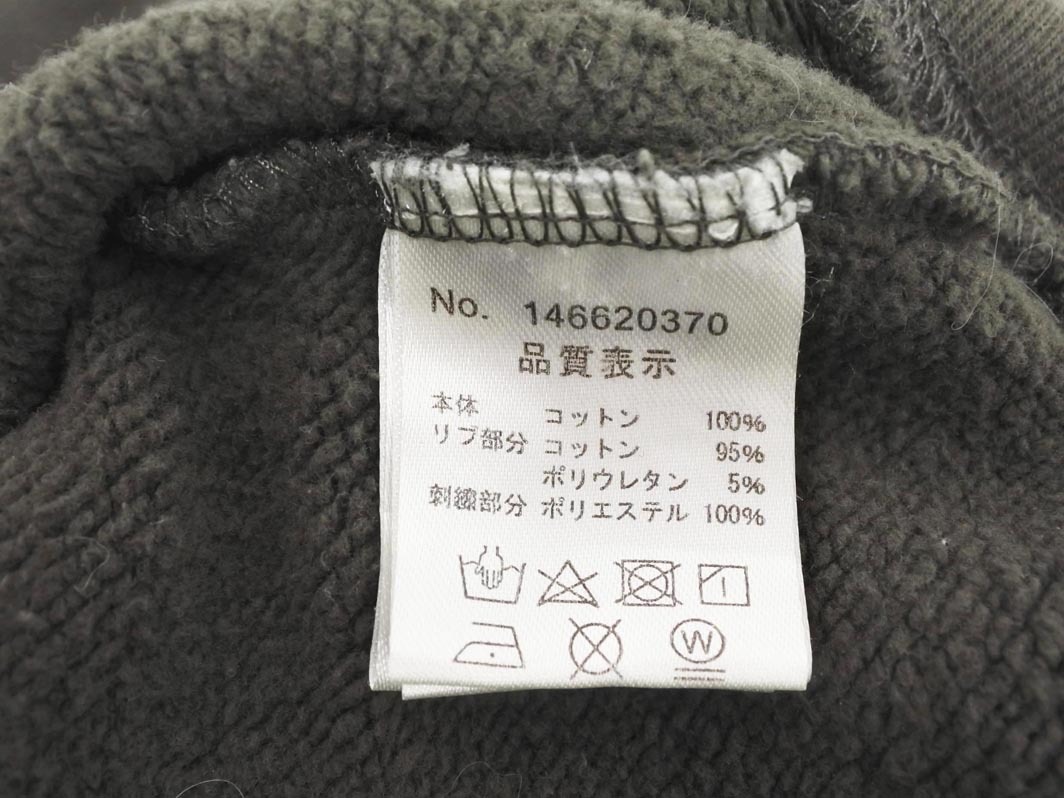 No. 146620370
品質表示
本体 コットン 100%
リブ部分 コットン 95%
ポリウレタン 5%
刺繍部分 ポリエステル 100%
W